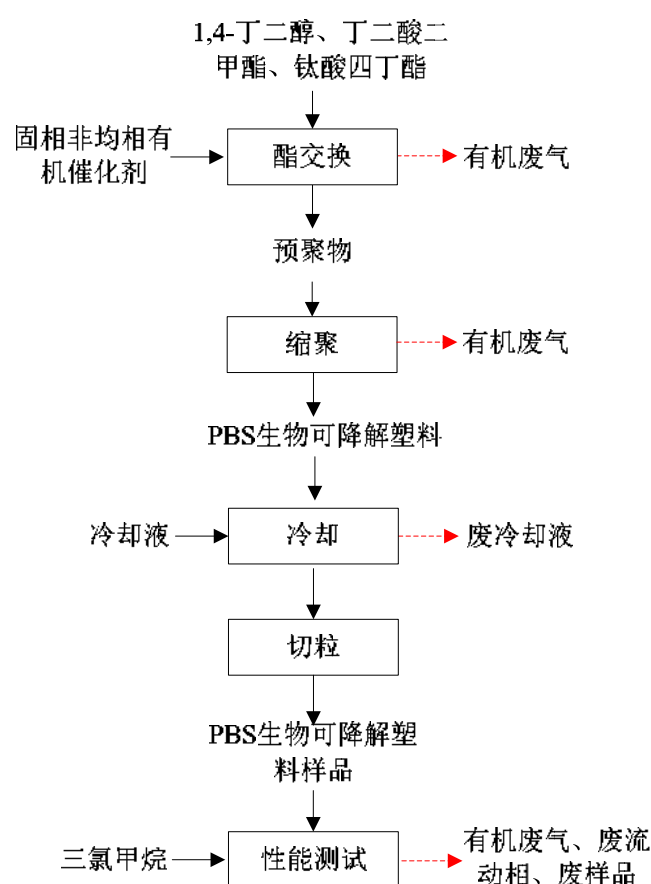 1,4-丁二醇、丁二酸二
甲酯、钛酸四丁酯
固相非均相有
机催化剂
酯交换
有机废气
预聚物
缩聚
有机废气
PBS生物可降解塑料
冷却液
冷却
废冷却液
切粒
PBS生物可降解塑
料样品
三氯甲烷
性能测试
有机废气、废流
动相、废样品